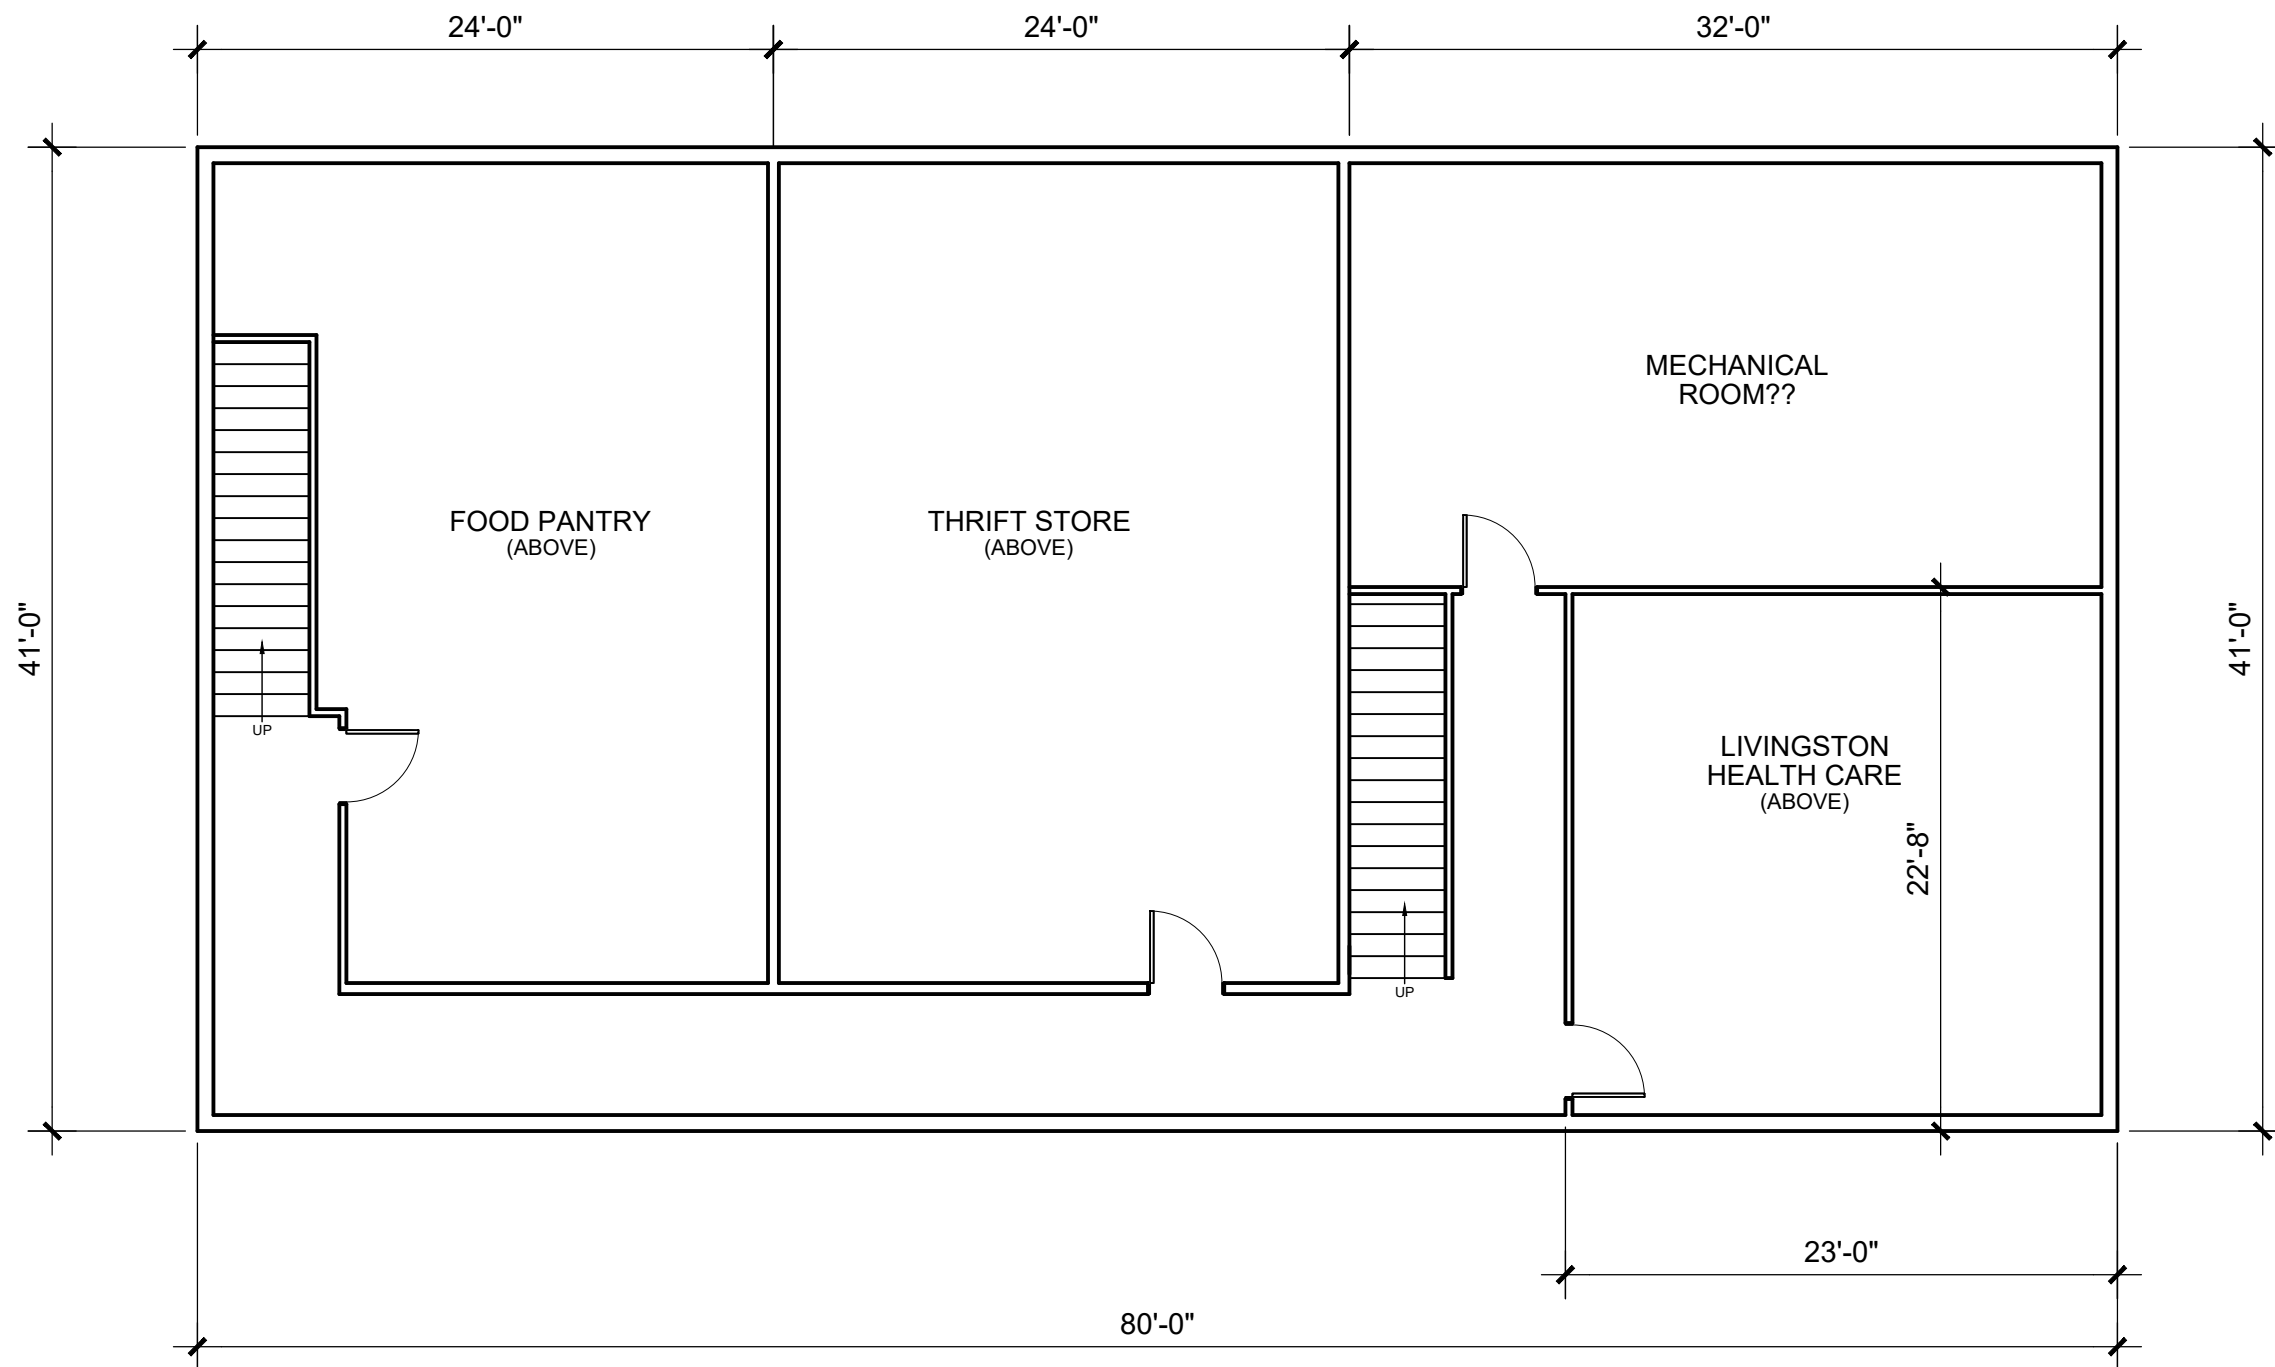 24'-0"
24'-0"
32'-0"
MECHANICAL
ROOM??
FOOD PANTRY
(ABOVE)
THRIFT STORE
(ABOVE)
41'-0"
41'-0"
UP
LIVINGSTON
HEALTH CARE
(ABOVE)
22'-8"
UP
23'-0"
80'-0"